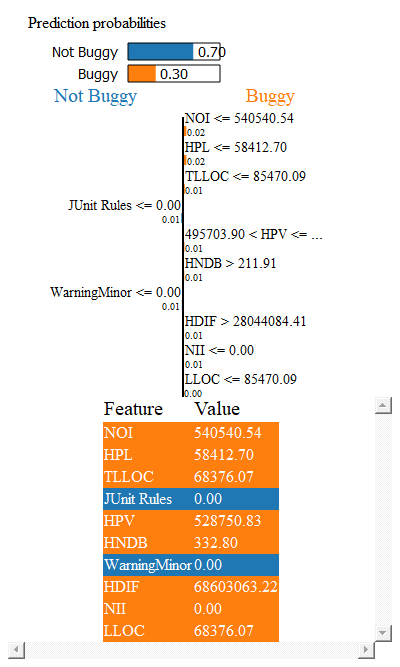 Prediction probabilities
Not Buggy 0.70
Buggy 0.30
Not Buggy Buggy
NOI <= 540540.54
0.02
HPL <= 58412.70
0.02
TLLOC <= 85470.09
0.01
JUnit Rules <= 0.00
0.01
495703.90 < HPV <= ...
0.01
HNDB > 211.91
0.01
WarningMinor <= 0.00
0.01
HDIF > 28044084.41
0.01
NII <= 0.00
0.01
LLOC <= 85470.09
0.00
Feature Value
NOI 540540.54
HPL 58412.70
TLLOC 68376.07
JUnit Rules 0.00
HPV 528750.83
HNDB 332.80
WarningMinor 0.00
HDIF 68603063.22
NII 0.00
LLOC 68376.07